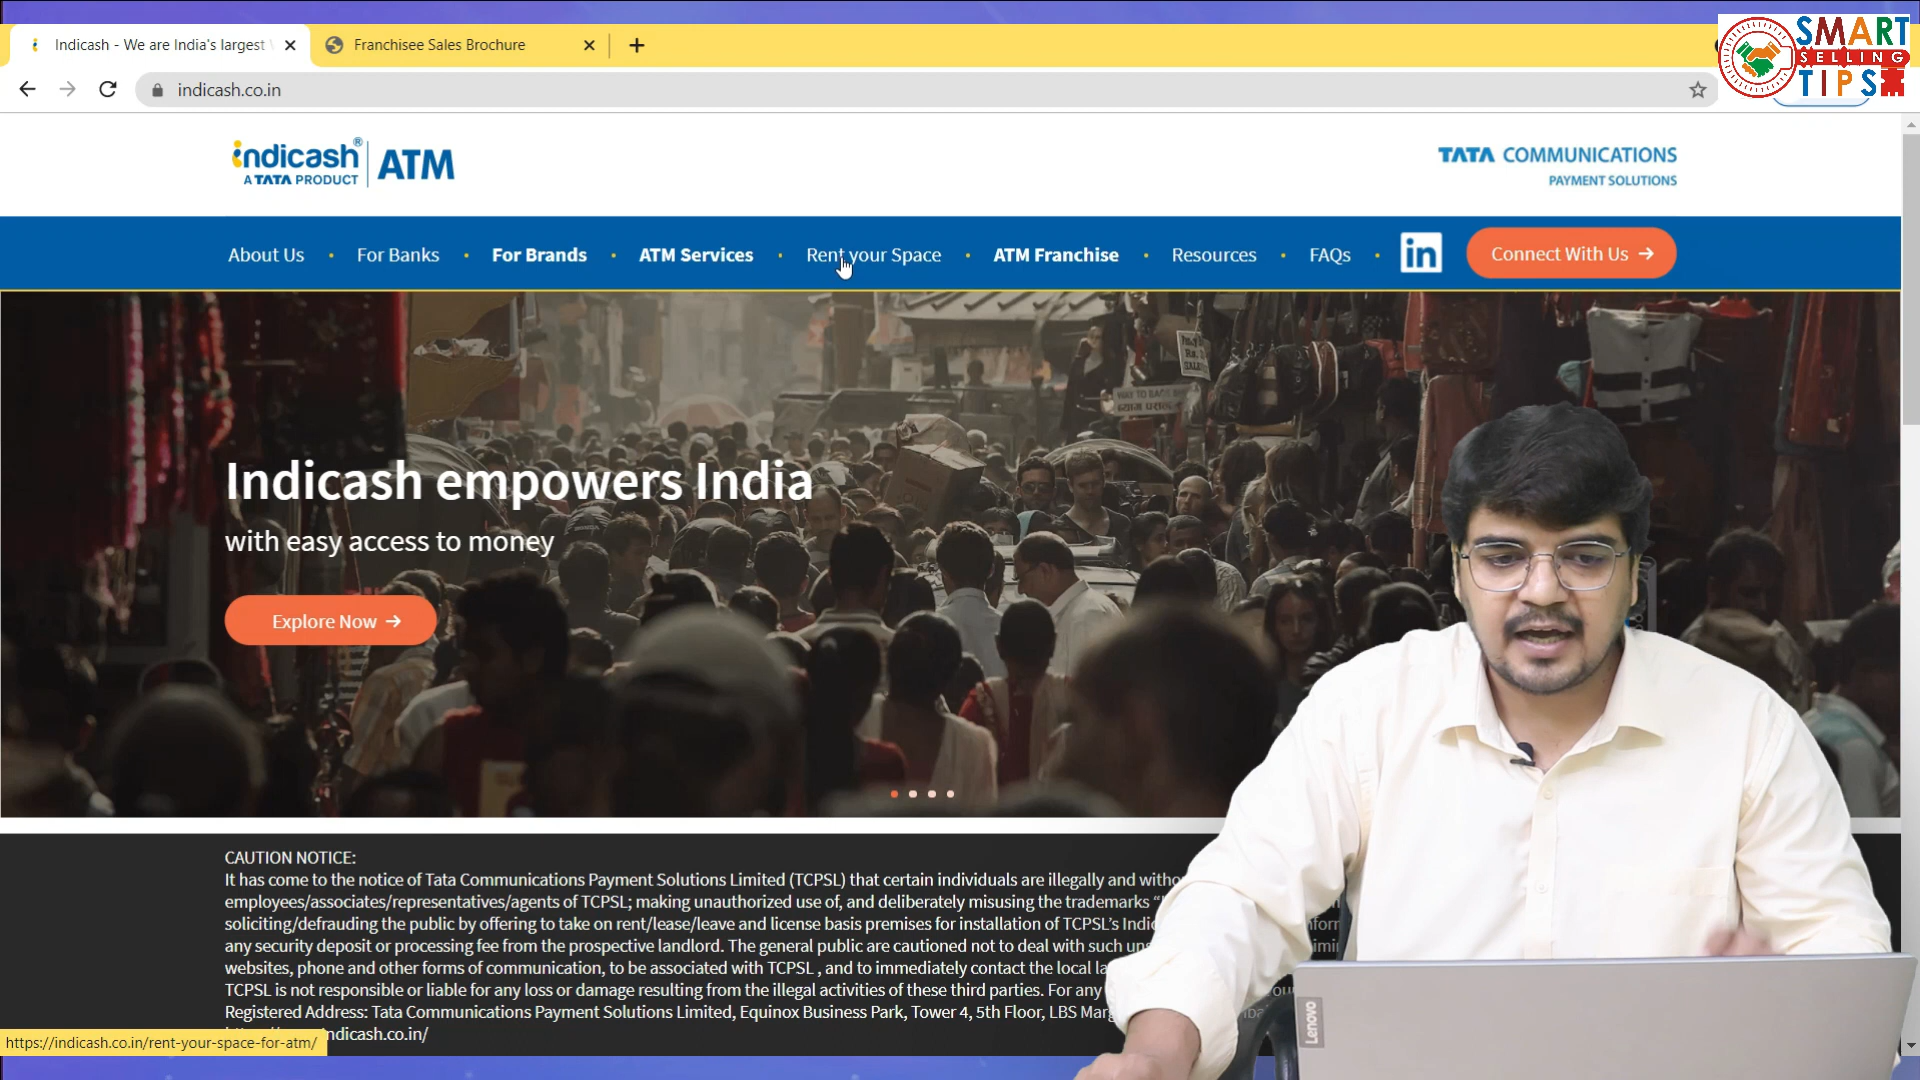 Indicash - We are India's largest
Franchisee Sales Brochure
SMART
SELLING
TIPS
indicash.co.in
indicash®
A TATA PRODUCT
ATM
TATA COMMUNICATIONS
PAYMENT SOLUTIONS
About Us
For Banks
For Brands
ATM Services
Rent your Space
ATM Franchise
Resources
FAQs
in
Connect With Us →
Indicash empowers India
with easy access to money
Explore Now →
CAUTION NOTICE:
It has come to the notice of Tata Communications Payment Solutions Limited (TCPSL) that certain individuals are illegally and
employees/associates/representatives/agents of TCPSL; making unauthorized use of, and deliberately misusing the trademarks
soliciting/defrauding the public by offering to take on rent/lease/leave and license basis premises for installation of TCPSL's
any security deposit or processing fee from the prospective landlord. The general public are cautioned not to deal with such
websites, phone and other forms of communication, to be associated with TCPSL , and to immediately contact the local
TCPSL is not responsible or liable for any loss or damage resulting from the illegal activities of these third parties. For any
Registered Address: Tata Communications Payment Solutions Limited, Equinox Business Park, Tower 4, 5th Floor, LBS
ndicash.co.in/
https://indicash.co.in/rent-your-space-for-atm/
Lenovo